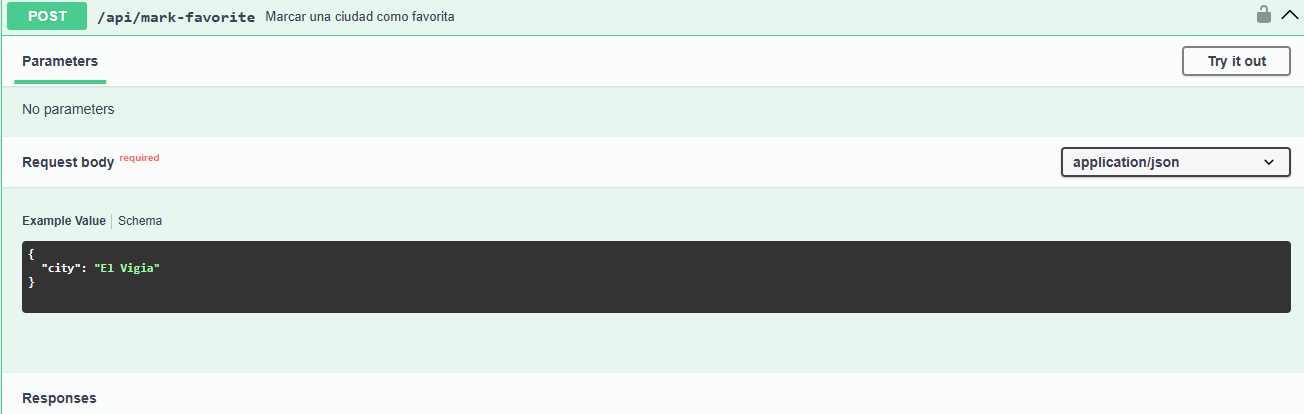 POST /api/mark-favorite Marcar una ciudad como favorita
Parameters Try it out
No parameters
Request body required application/json
Example Value Schema
{
"city": "El Vigia"
}
Responses